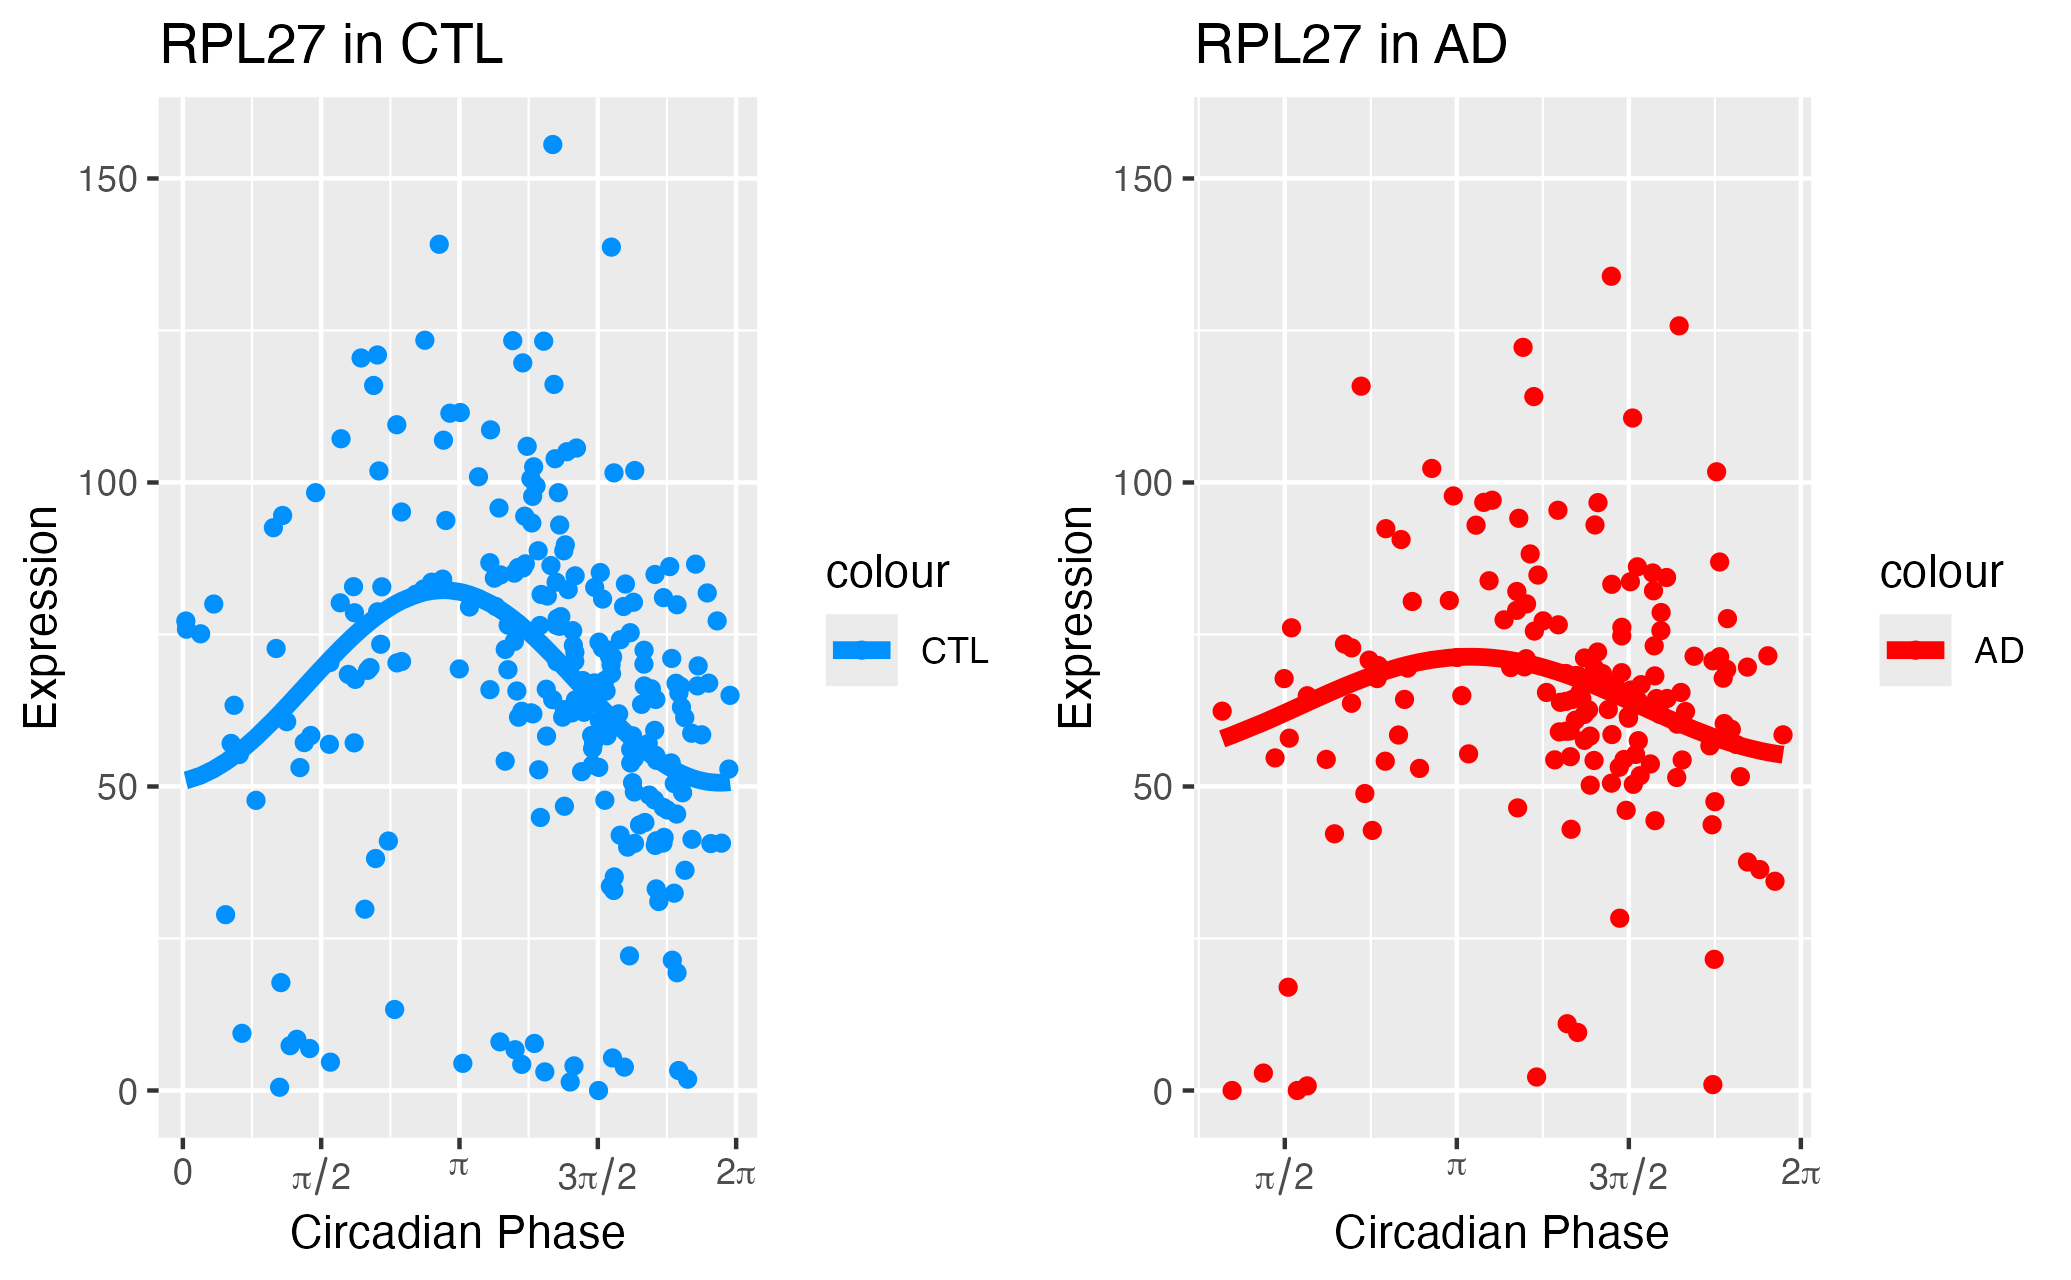 RPL27 in CTL
150
100
50
0
Expression
0 π/2 π 3π/2 2π
Circadian Phase
colour
CTL
RPL27 in AD
150
100
50
0
Expression
π/2 π 3π/2 2π
Circadian Phase
colour
AD